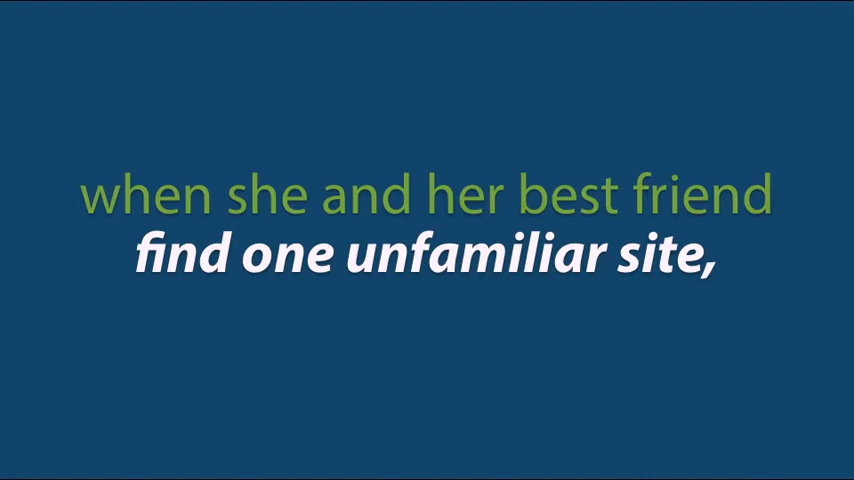 when she and her best friend
find one unfamiliar site,